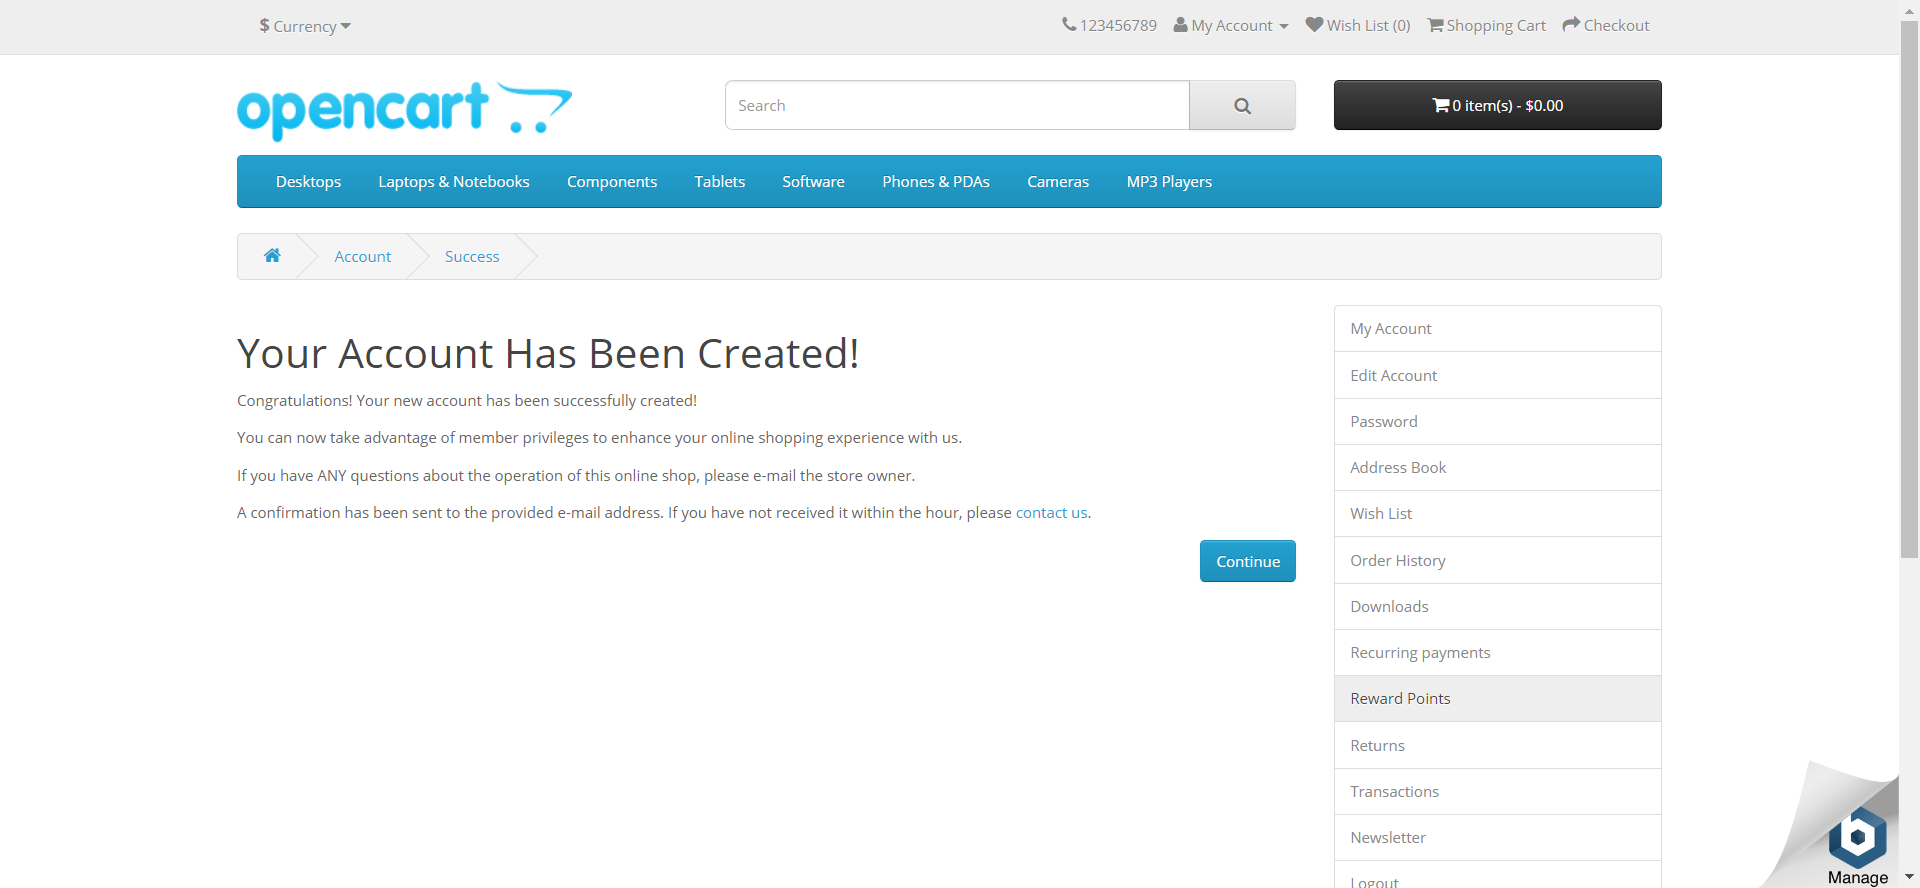 $ Currency
123456789 My Account Wish List (0) Shopping Cart Checkout
opencart
Search
0 item(s) - $0.00
Desktops Laptops & Notebooks Components Tablets Software Phones & PDAs Cameras MP3 Players
Account Success
Your Account Has Been Created!
Congratulations! Your new account has been successfully created!
You can now take advantage of member privileges to enhance your online shopping experience with us.
If you have ANY questions about the operation of this online shop, please e-mail the store owner.
A confirmation has been sent to the provided e-mail address. If you have not received it within the hour, please contact us.
Continue
My Account
Edit Account
Password
Address Book
Wish List
Order History
Downloads
Recurring payments
Reward Points
Returns
Transactions
Newsletter
Logout
Manage